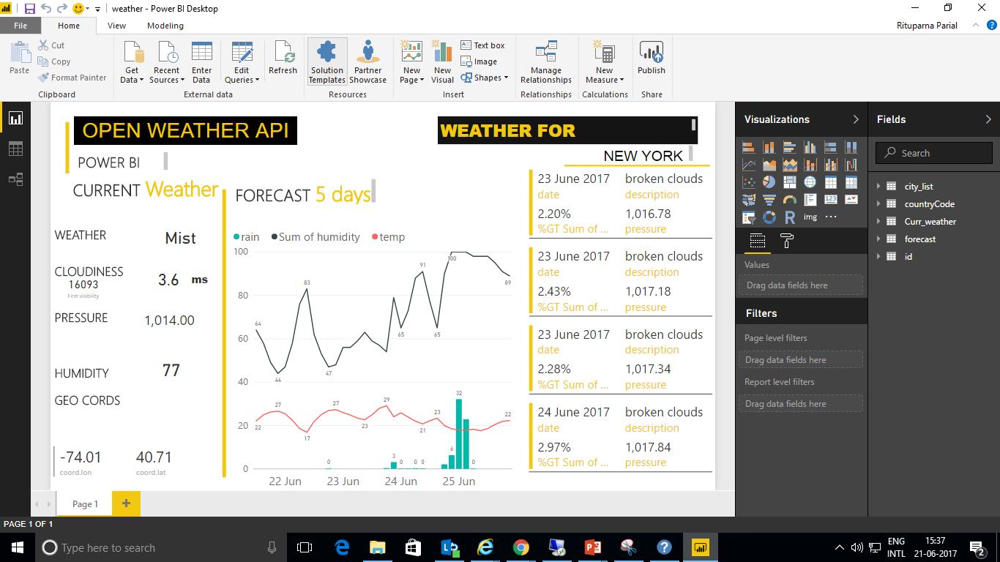 weather - Power BI Desktop
File Home View Modeling Rituparna Parial
Paste Cut Copy Format Painter
Get Data Recent Sources Enter Data Edit Queries Refresh
Solution Templates Partner Showcase
New Page New Visual Text box Image Shapes
Manage Relationships New Measure Publish
Clipboard External data Resources Insert Relationships Calculations Share
OPEN WEATHER API
POWER BI
CURRENT Weather
WEATHER Mist
CLOUDINESS
16093
First visibility
3.6 ms
PRESSURE 1,014.00
HUMIDITY 77
GEO CORDS
-74.01 40.71
coord.lon coord.lat
FORECAST 5 days
rain Sum of humidity temp
100
80
60
40
20
0
64 44 83 47 91 65 65 100 89
22 27 17 27 23 29 21 23 22
0 3 0 0 0 6 32 0
22 Jun 23 Jun 24 Jun 25 Jun
WEATHER FOR
NEW YORK
23 June 2017 broken clouds
date description
2.20% 1,016.78
%GT Sum of ... pressure
23 June 2017 broken clouds
date description
2.43% 1,017.18
%GT Sum of ... pressure
23 June 2017 broken clouds
date description
2.28% 1,017.34
%GT Sum of ... pressure
24 June 2017 broken clouds
date description
2.97% 1,017.84
%GT Sum of ... pressure
Visualizations
123
R img ...
Values
Drag data fields here
Filters
Page level filters
Drag data fields here
Report level filters
Drag data fields here
Fields
Search
city_list
countryCode
Curr_weather
forecast
id
Page 1 +
PAGE 1 OF 1
Type here to search
ENG 15:37
INTL 21-06-2017
2